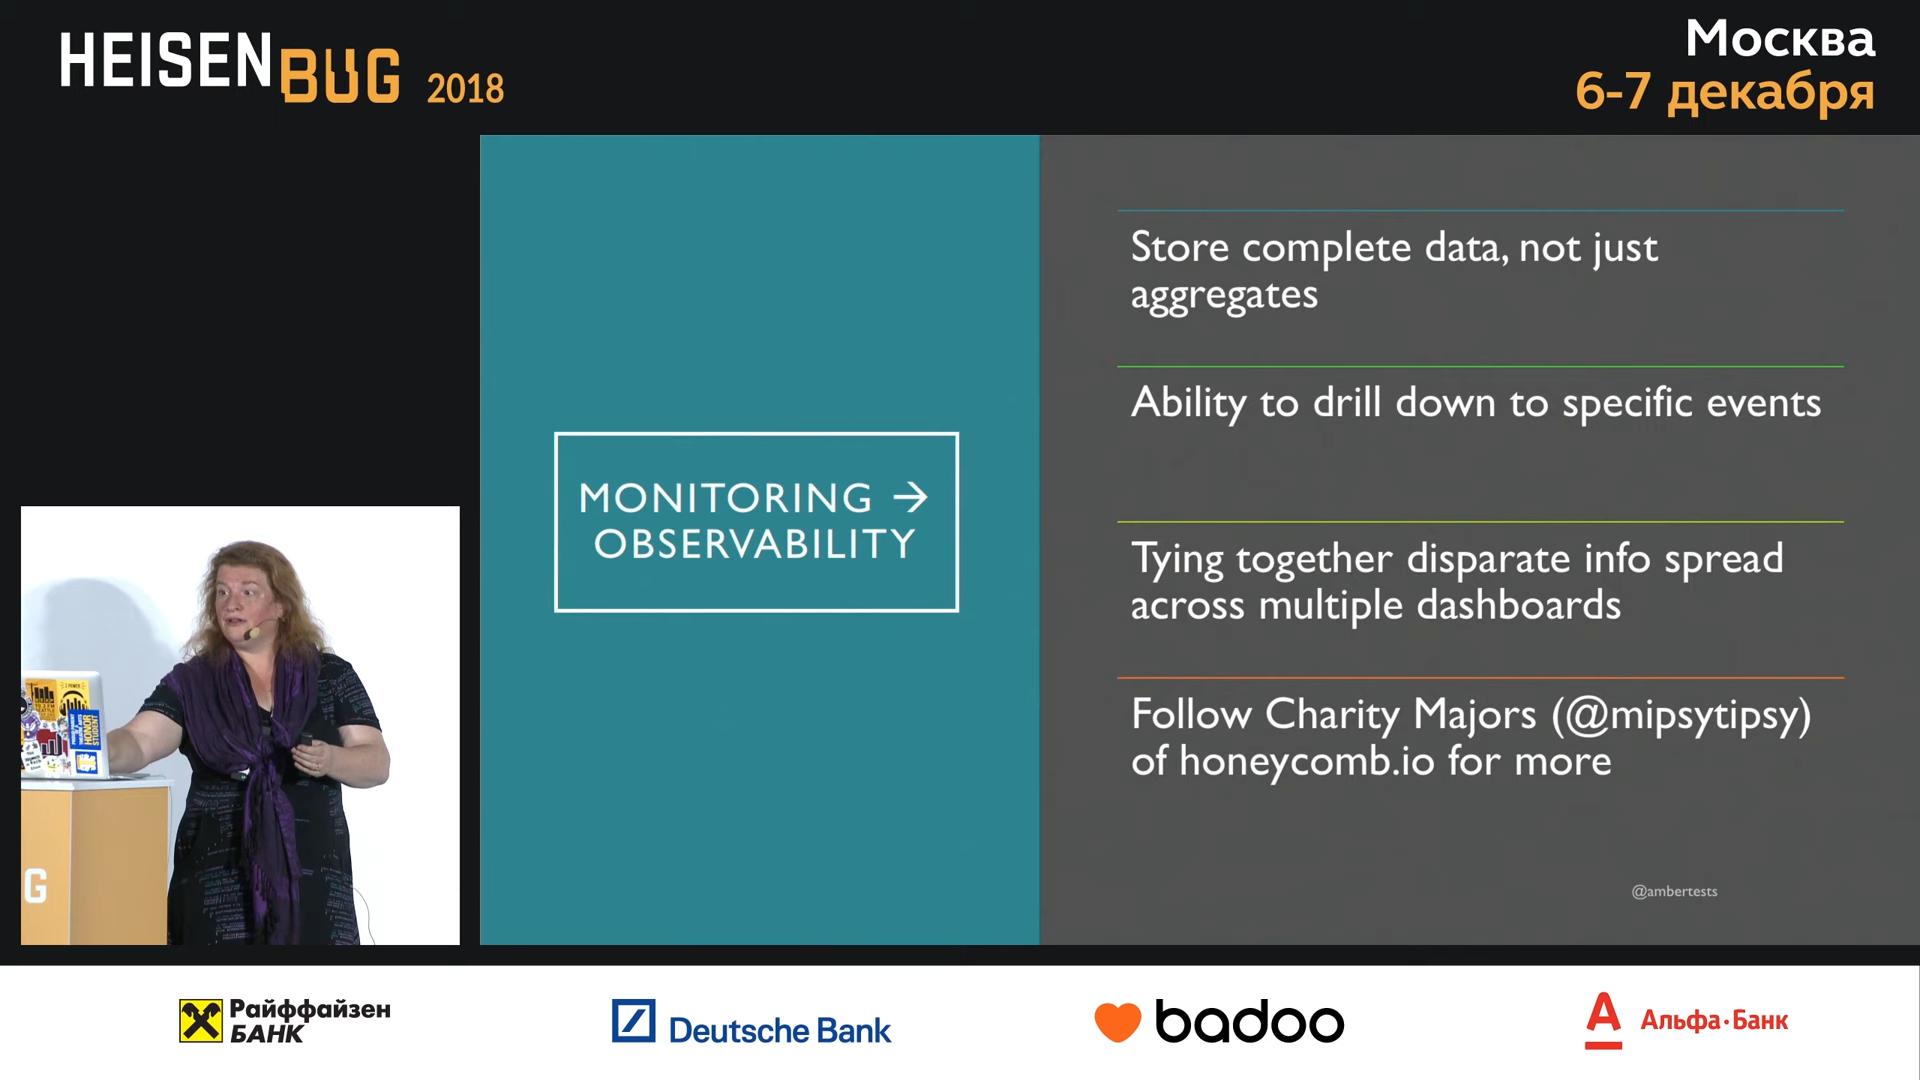 HEISENBUG 2018
Москва
6-7 декабря
MONITORING →
OBSERVABILITY
Store complete data, not just
aggregates
Ability to drill down to specific events
Tying together disparate info spread
across multiple dashboards
Follow Charity Majors (@mipsytipsy)
of honeycomb.io for more
@ambertests
HONOR
STUDENT
G
Райффайзен
БАНК
Deutsche Bank
badoo
А
Альфа·Банк